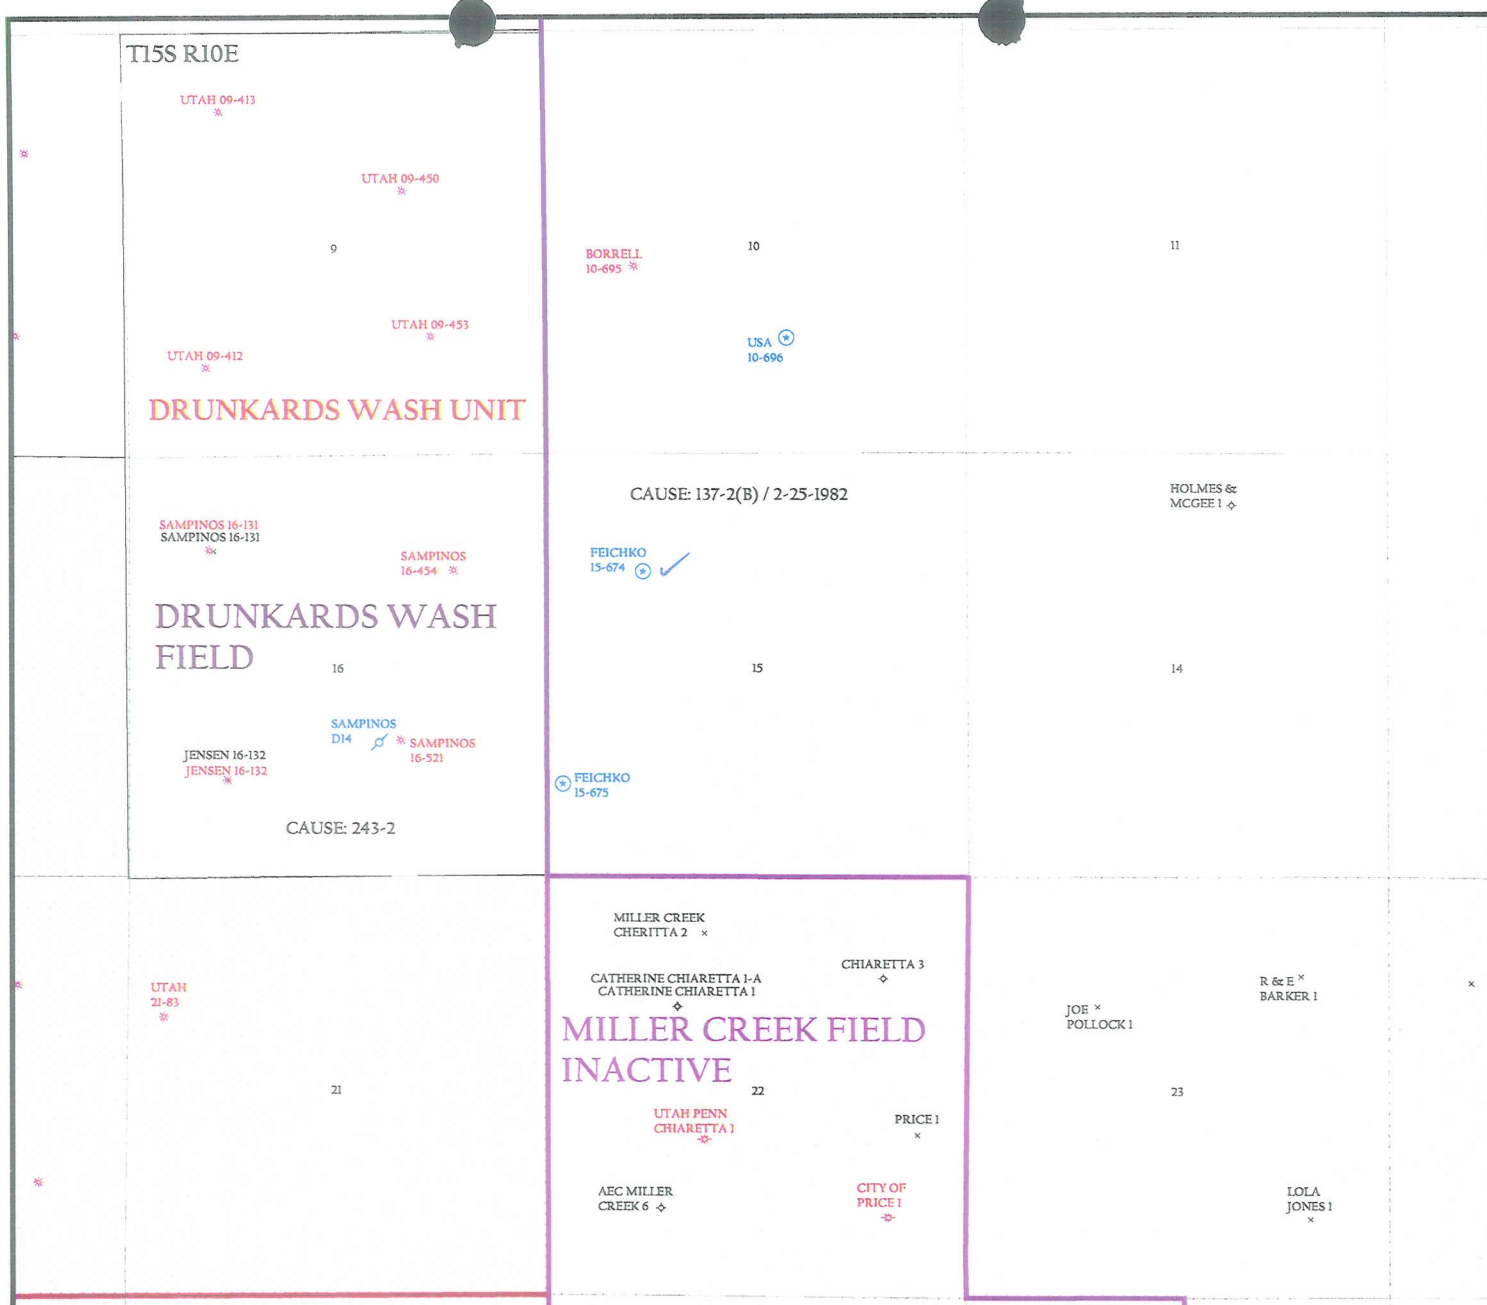 T15S R10E
UTAH 09-413
UTAH 09-450
9
UTAH 09-453
UTAH 09-412
DRUNKARDS WASH UNIT
BORRELL
10-695
10
USA
10-696
11
SAMPINOS 16-131
SAMPINOS 16-131
SAMPINOS
16-454
DRUNKARDS WASH
FIELD
16
SAMPINOS
D14
SAMPINOS
16-521
JENSEN 16-132
JENSEN 16-132
CAUSE: 243-2
CAUSE: 137-2(B) / 2-25-1982
FEICHKO
15-674
15
FEICHKO
15-675
HOLMES &
MCGEE 1
14
UTAH
21-83
21
MILLER CREEK
CHERITTA 2
CHIARETTA 3
CATHERINE CHIARETTA 1-A
CATHERINE CHIARETTA 1
MILLER CREEK FIELD
INACTIVE
22
UTAH PENN
CHIARETTA 1
PRICE 1
AEC MILLER
CREEK 6
CITY OF
PRICE 1
R & E
BARKER 1
JOE
POLLOCK 1
23
LOLA
JONES 1